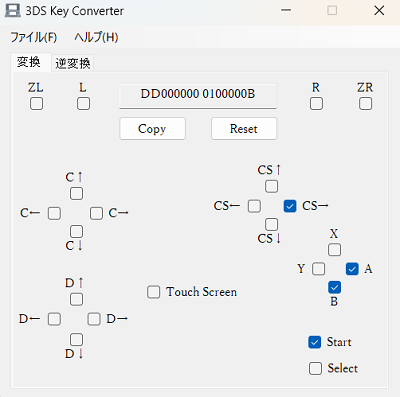 3DS Key Converter
ファイル(F) ヘルプ(H)
変換 逆変換
ZL L DD000000 0100000B R ZR
Copy Reset
C↑ CS↑
C← C→ CS← CS→
C↓ CS↓
X
Y A
B
D↑
D← D→ Touch Screen
D↓
Start
Select